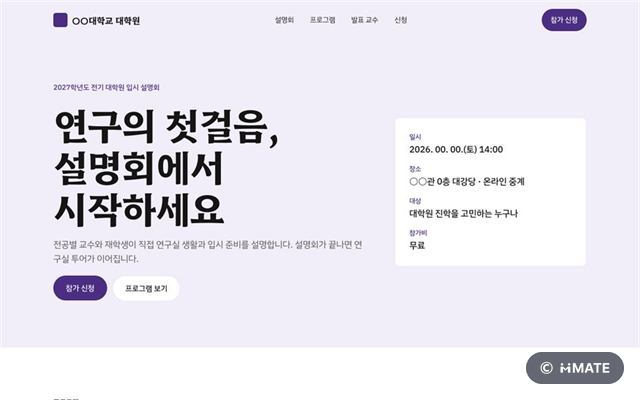 ○○대학교 대학원
설명회 프로그램 발표 교수 신청
참가 신청
2027학년도 전기 대학원 입시 설명회
연구의 첫걸음,
설명회에서
시작하세요
전공별 교수와 재학생이 직접 연구실 생활과 입시 준비를 설명합니다. 설명회가 끝나면 연
구실 투어가 이어집니다.
참가 신청 프로그램 보기
일시
2026. 00. 00.(토) 14:00
장소
○○관 0층 대강당 · 온라인 중계
대상
대학원 진학을 고민하는 누구나
참가비
무료
© MMATE